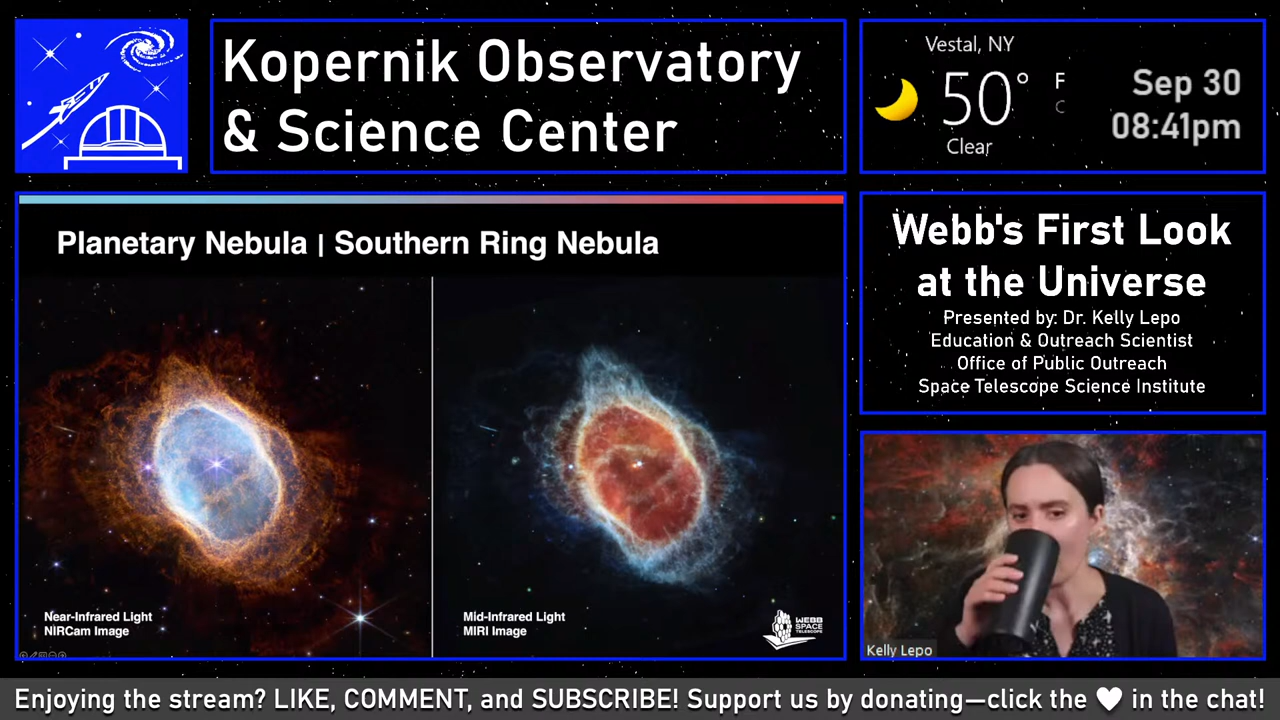 Kopernik Observatory
& Science Center
Vestal, NY
50° F
C
Clear
Sep 30
08:41pm
Planetary Nebula | Southern Ring Nebula
Near-Infrared Light
NIRCam Image
Mid-Infrared Light
MIRI Image
WEBB
SPACE
TELESCOPE
Webb's First Look
at the Universe
Presented by: Dr. Kelly Lepo
Education & Outreach Scientist
Office of Public Outreach
Space Telescope Science Institute
Kelly Lepo
Enjoying the stream? LIKE, COMMENT, and SUBSCRIBE! Support us by donating—click the ♥ in the chat!